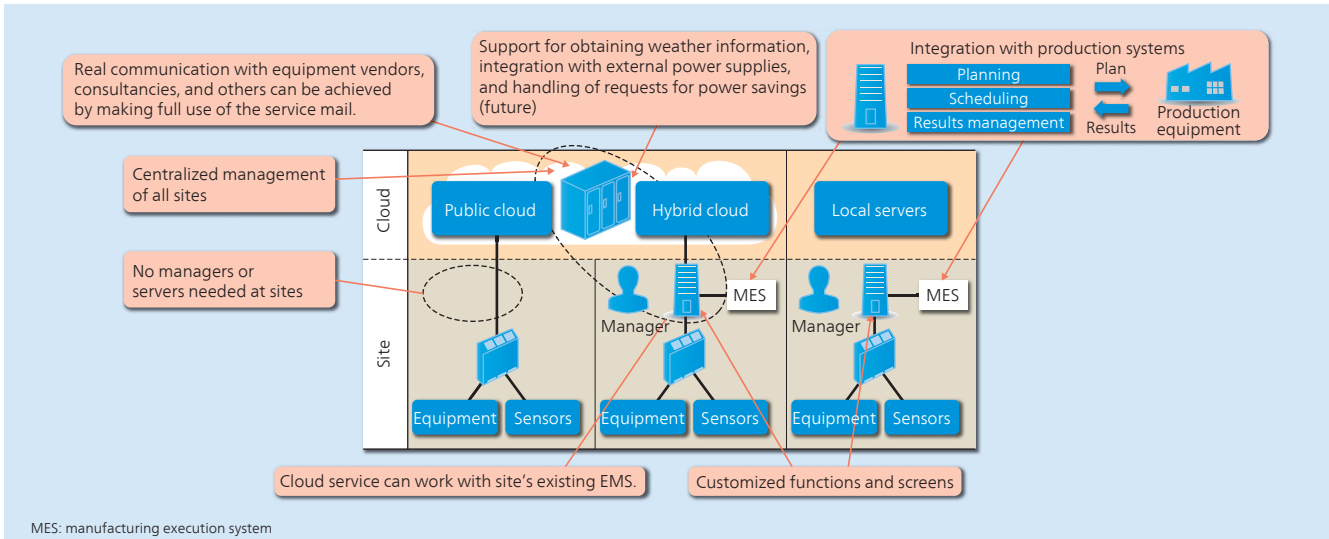 Real communication with equipment vendors,
consultancies, and others can be achieved
by making full use of the service mail.
Support for obtaining weather information,
integration with external power supplies,
and handling of requests for power savings
(future)
Integration with production systems
Planning
Scheduling
Results management
Plan
Results
Production
equipment
Centralized management
of all sites
No managers or
servers needed at sites
Cloud
Public cloud
Hybrid cloud
Local servers
Site
Manager
MES
Manager
MES
Equipment
Sensors
Equipment
Sensors
Equipment
Sensors
Cloud service can work with site's existing EMS.
Customized functions and screens
MES: manufacturing execution system